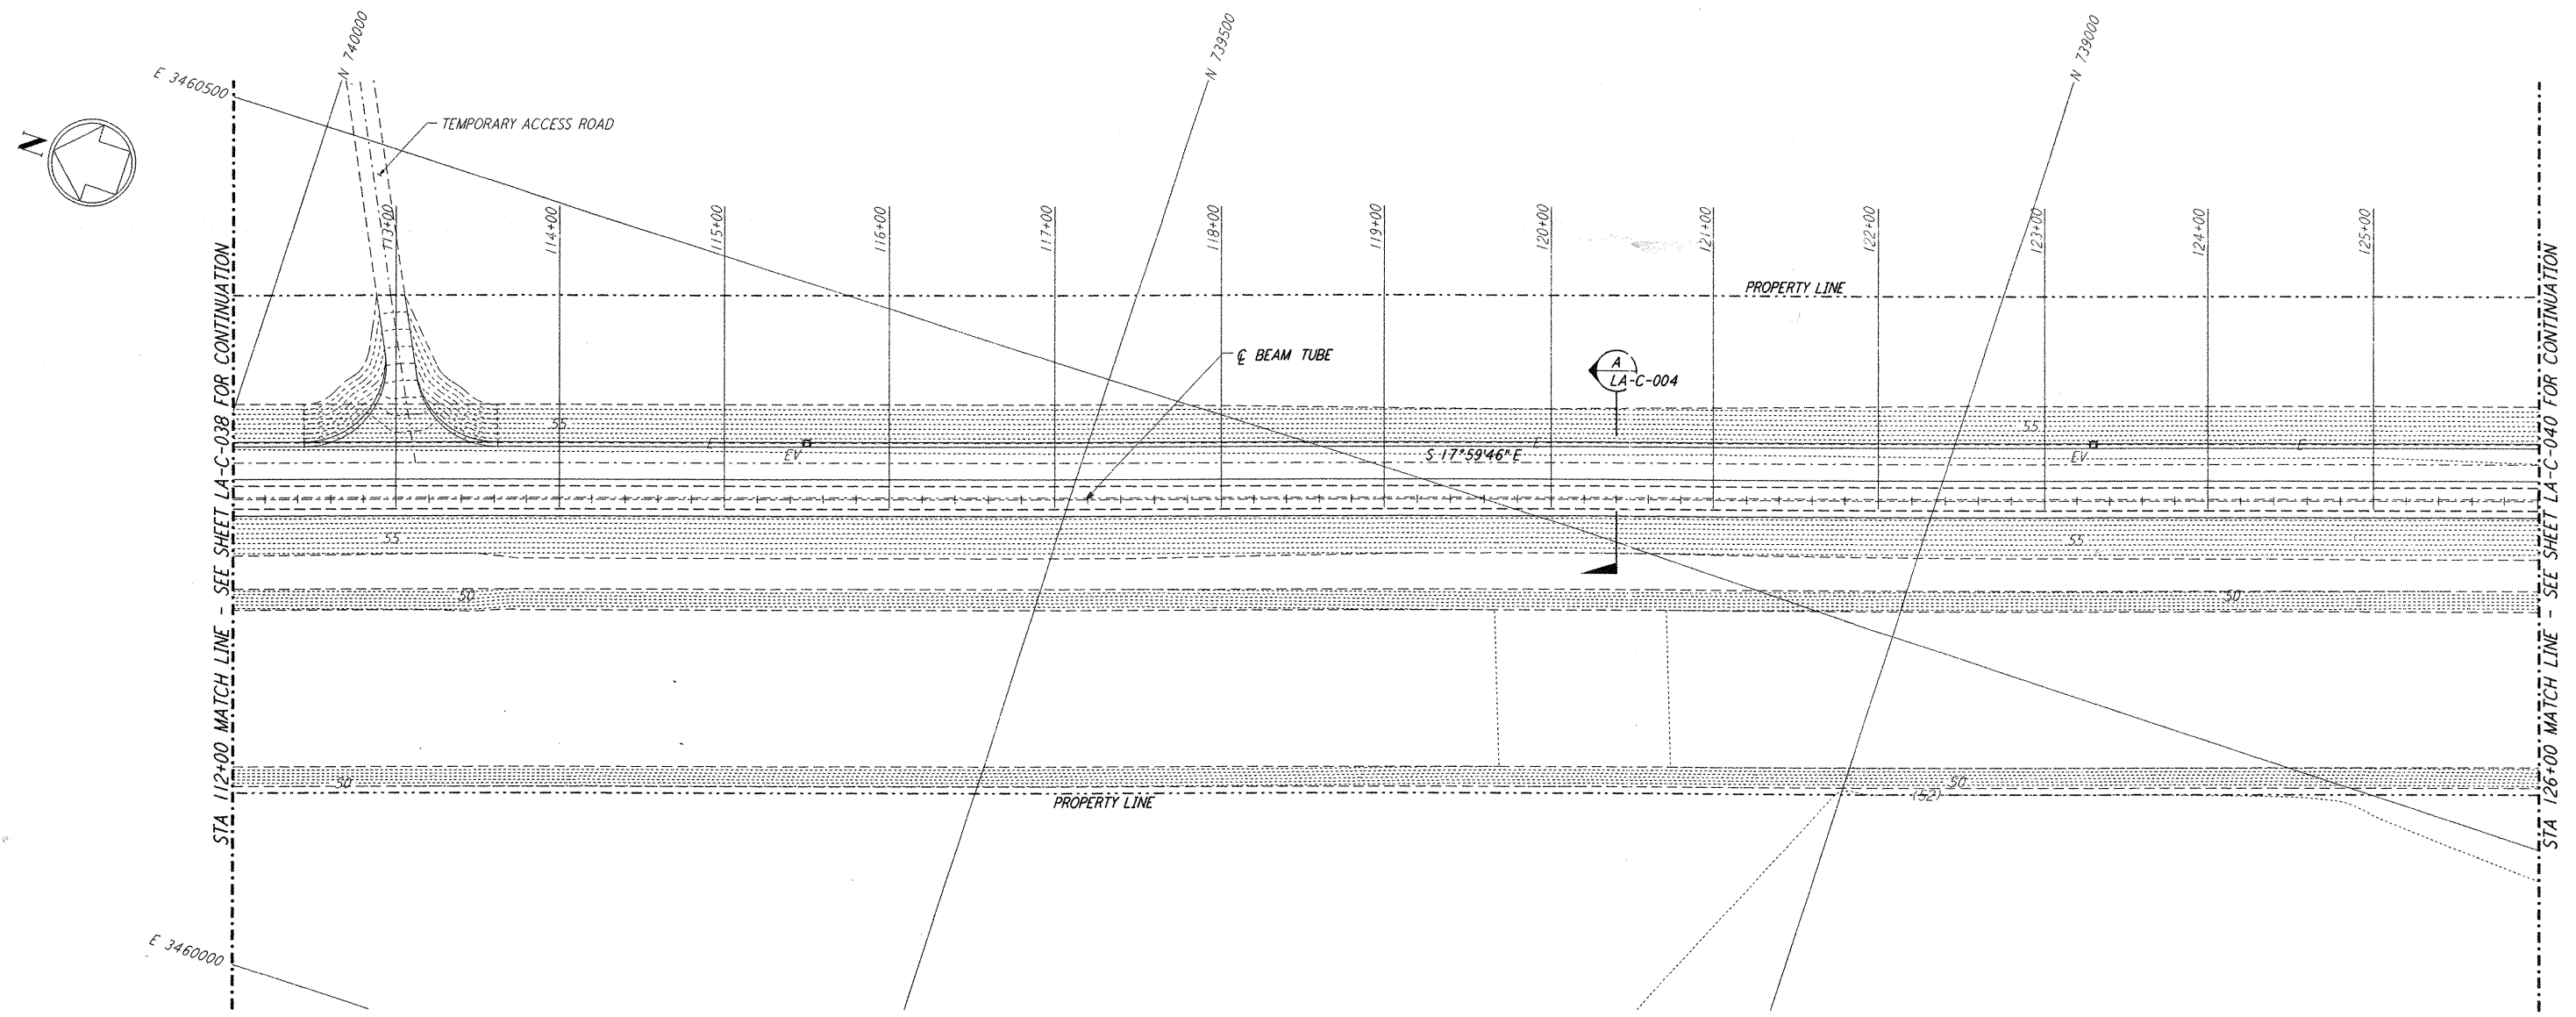 N 740000
N 739500
N 739000
E 3460500
N
TEMPORARY ACCESS ROAD
113+00
114+00
115+00
116+00
117+00
118+00
119+00
120+00
121+00
122+00
123+00
124+00
125+00
PROPERTY LINE
℄ BEAM TUBE
A
LA-C-004
55
55
E
E
E
EV
EV
S 17°59'46" E
55
55
50
50
50
50
(52)
PROPERTY LINE
E 3460000
STA 112+00 MATCH LINE - SEE SHEET LA-C-038 FOR CONTINUATION
STA 126+00 MATCH LINE - SEE SHEET LA-C-040 FOR CONTINUATION